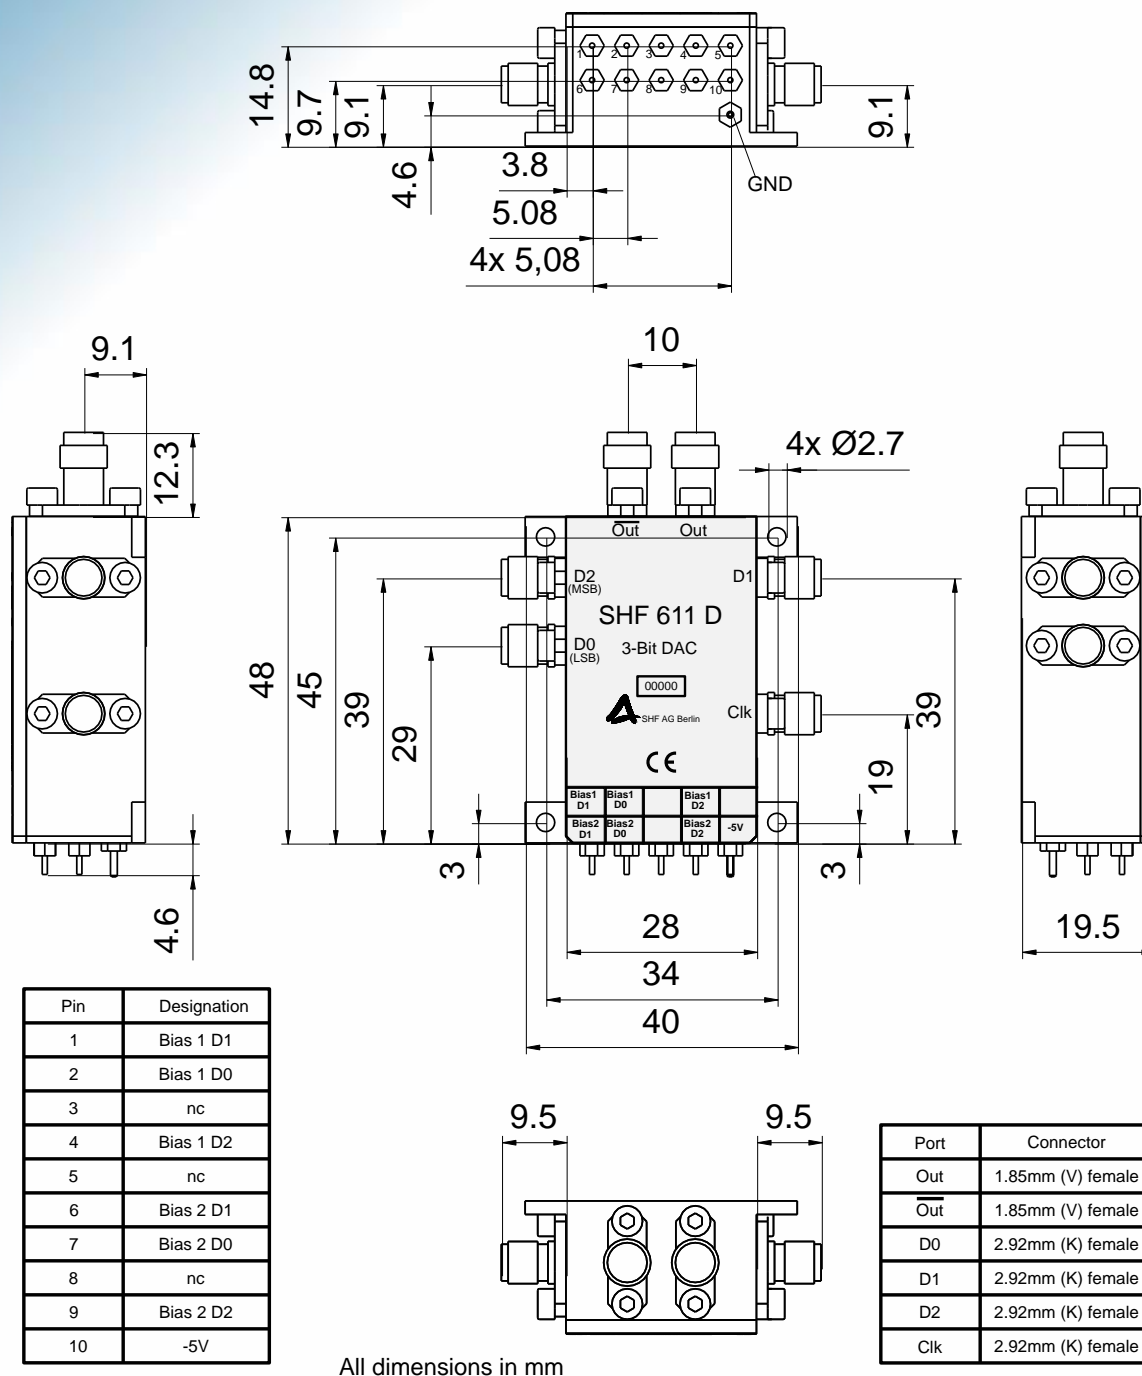 14.8
9.7
9.1
4.6
1 2 3 4 5
6 7 8 9 10
9.1
GND
3.8
5.08
4x 5,08
9.1
12.3
4.6
10
4x Ø2.7
Out Out
D2
(MSB)
D1
SHF 611 D
D0
(LSB)
3-Bit DAC
00000
SHF AG Berlin
Clk
CE
Bias1
D1
Bias1
D0
Bias1
D2
Bias2
D1
Bias2
D0
Bias2
D2
-5V
48
45
39
29
3
39
19
3
28
34
40
19.5
Pin Designation
1 Bias 1 D1
2 Bias 1 D0
3 nc
4 Bias 1 D2
5 nc
6 Bias 2 D1
7 Bias 2 D0
8 nc
9 Bias 2 D2
10 -5V
9.5
9.5
Port Connector
Out 1.85mm (V) female
Out 1.85mm (V) female
D0 2.92mm (K) female
D1 2.92mm (K) female
D2 2.92mm (K) female
Clk 2.92mm (K) female
All dimensions in mm